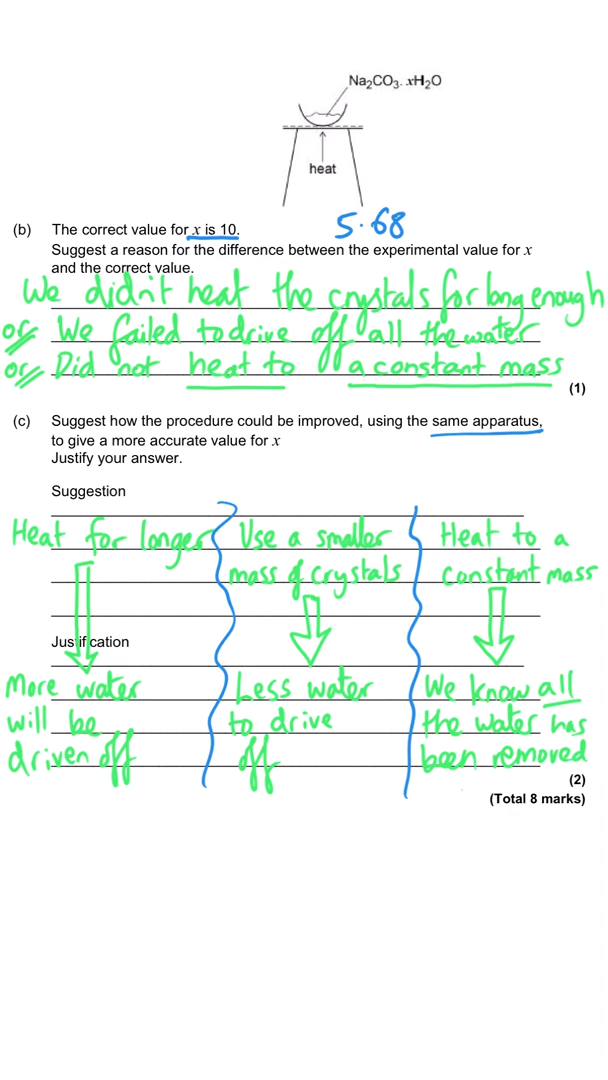 Na2CO3. xH2O
heat
(b) The correct value for x is 10.
5.68
Suggest a reason for the difference between the experimental value for x
and the correct value.
We didn't heat the crystals for long enough
or We failed to drive off all the water
or Did not heat to a constant mass
(1)
(c) Suggest how the procedure could be improved, using the same apparatus,
to give a more accurate value for x
Justify your answer.
Suggestion
Heat for longer
Use a smaller
mass of crystals
Heat to a
constant mass
Justification
More water
will be
driven off
Less water
to drive
off
We know all
the water has
been removed
(2)
(Total 8 marks)